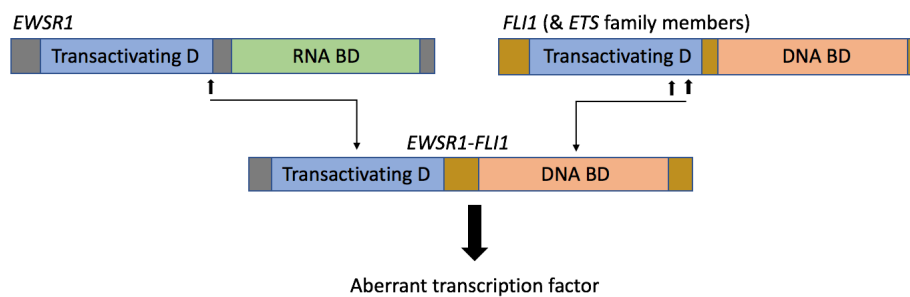 EWSR1
FLI1 (& ETS family members)
Transactivating D
RNA BD
Transactivating D
DNA BD
EWSR1-FLI1
Transactivating D
DNA BD
Aberrant transcription factor